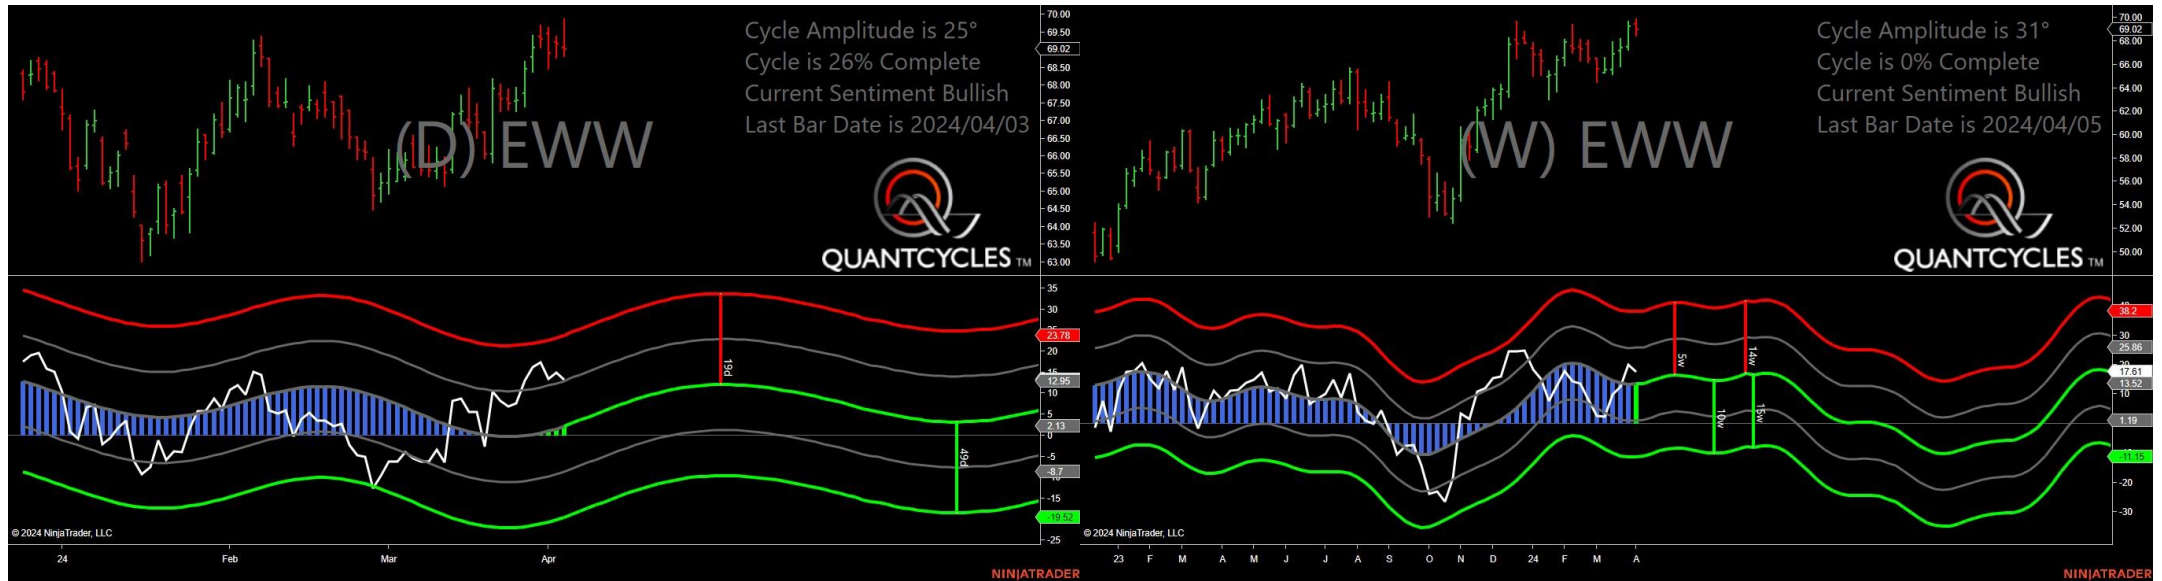 Cycle Amplitude is 25°
Cycle is 26% Complete
Current Sentiment Bullish
Last Bar Date is 2024/04/03
(D) EWW
QUANTCYCLES TM
70.00
69.50
69.02
68.50
68.00
67.50
67.00
66.50
66.00
65.50
65.00
64.50
64.00
63.50
63.00
35
30
23.78
20
12.95
10
5
2.13
0
-5
-8.7
-15
-19.52
-25
19d
49d
© 2024 NinjaTrader, LLC
24 Feb Mar Apr
NINJATRADER
Cycle Amplitude is 31°
Cycle is 0% Complete
Current Sentiment Bullish
Last Bar Date is 2024/04/05
(W) EWW
QUANTCYCLES TM
70.00
69.02
68.00
66.00
64.00
62.00
60.00
58.00
56.00
54.00
52.00
50.00
38.2
30
25.86
17.61
13.52
10
1.19
-11.15
-20
-30
5w
14w
10w
15w
© 2024 NinjaTrader, LLC
23 F M A M J J A S O N D 24 F M A
NINJATRADER